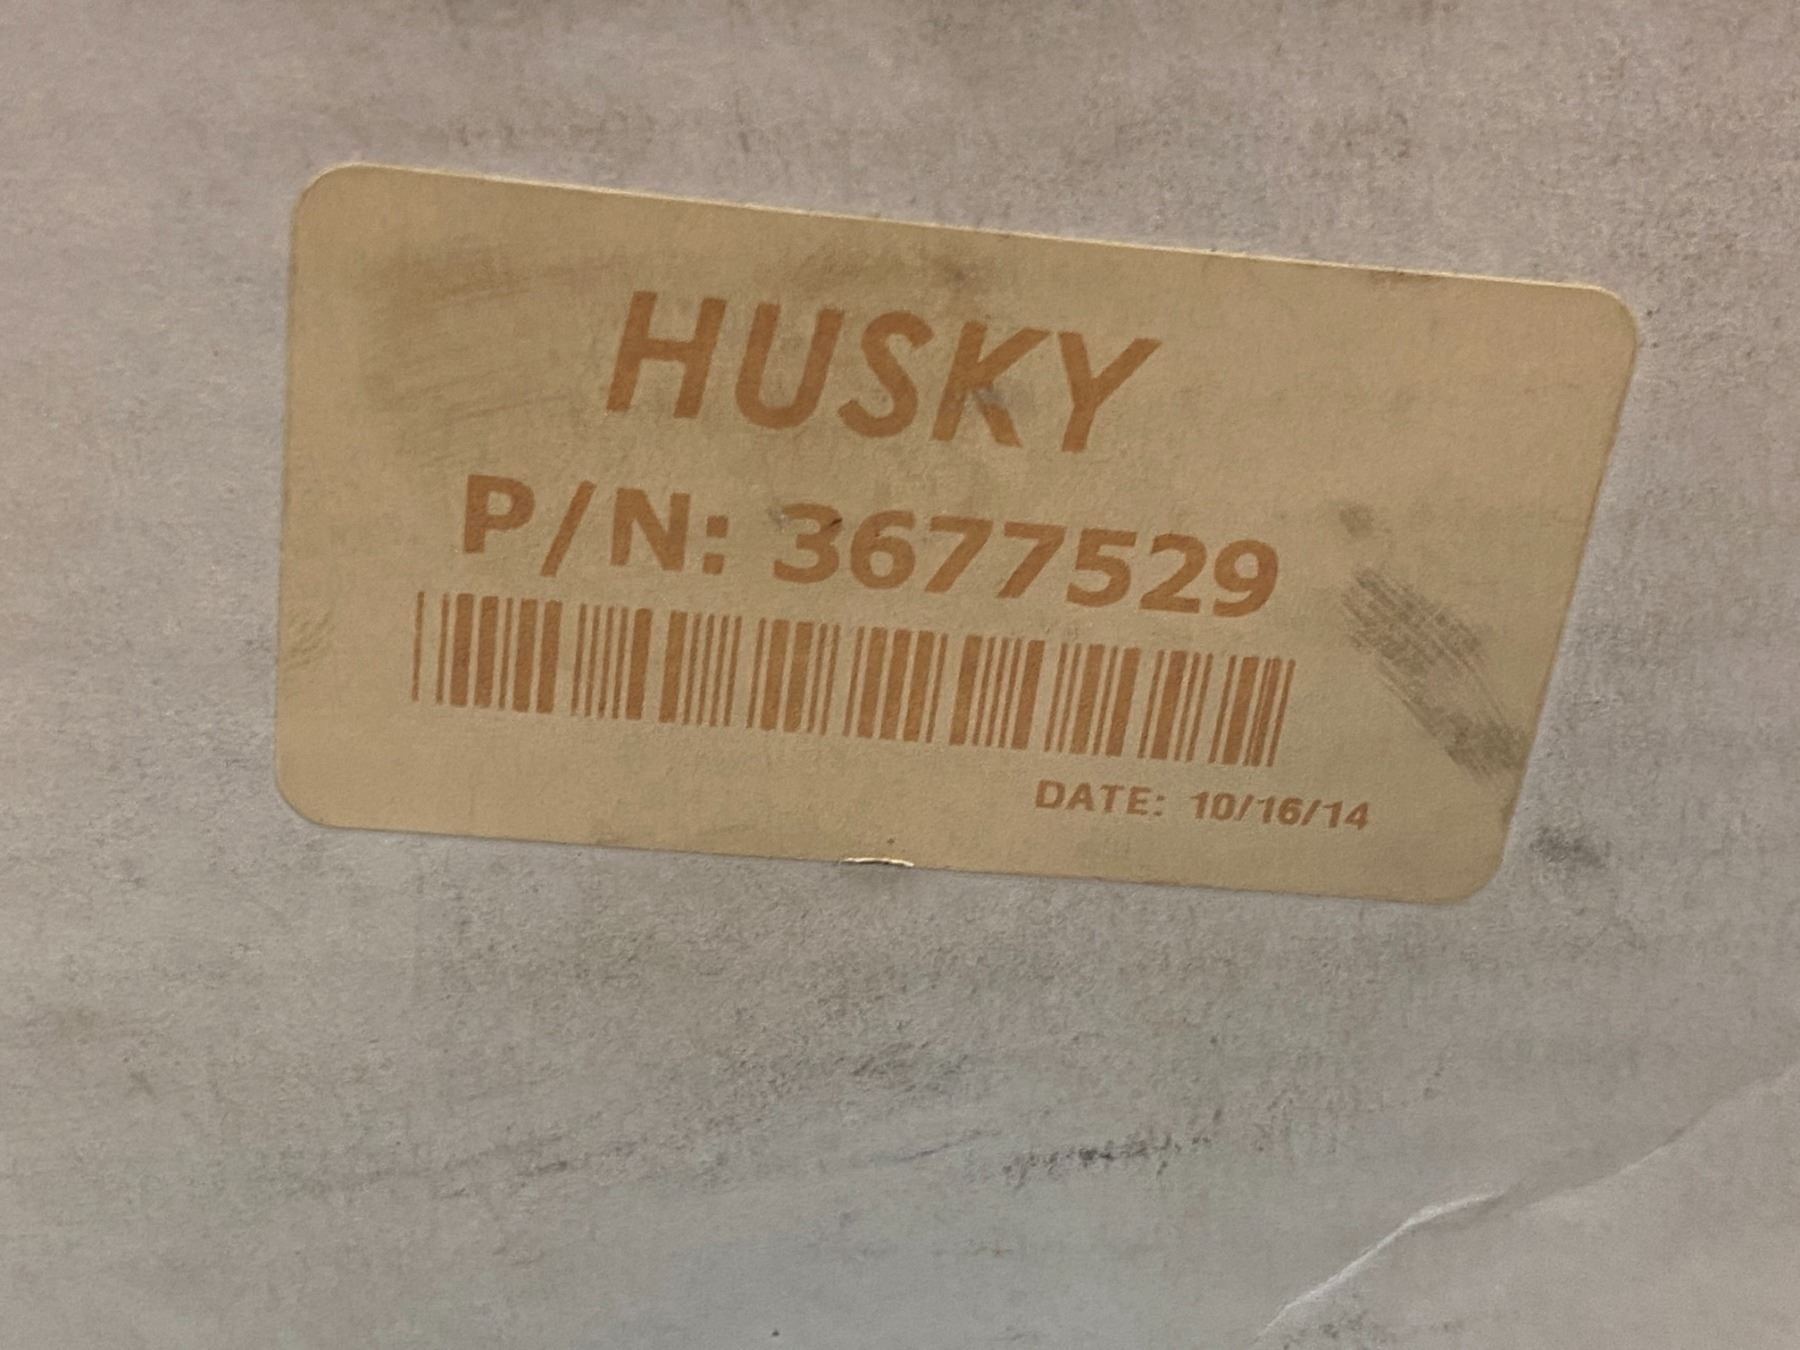 HUSKY
P/N: 3677529
DATE: 10/16/14